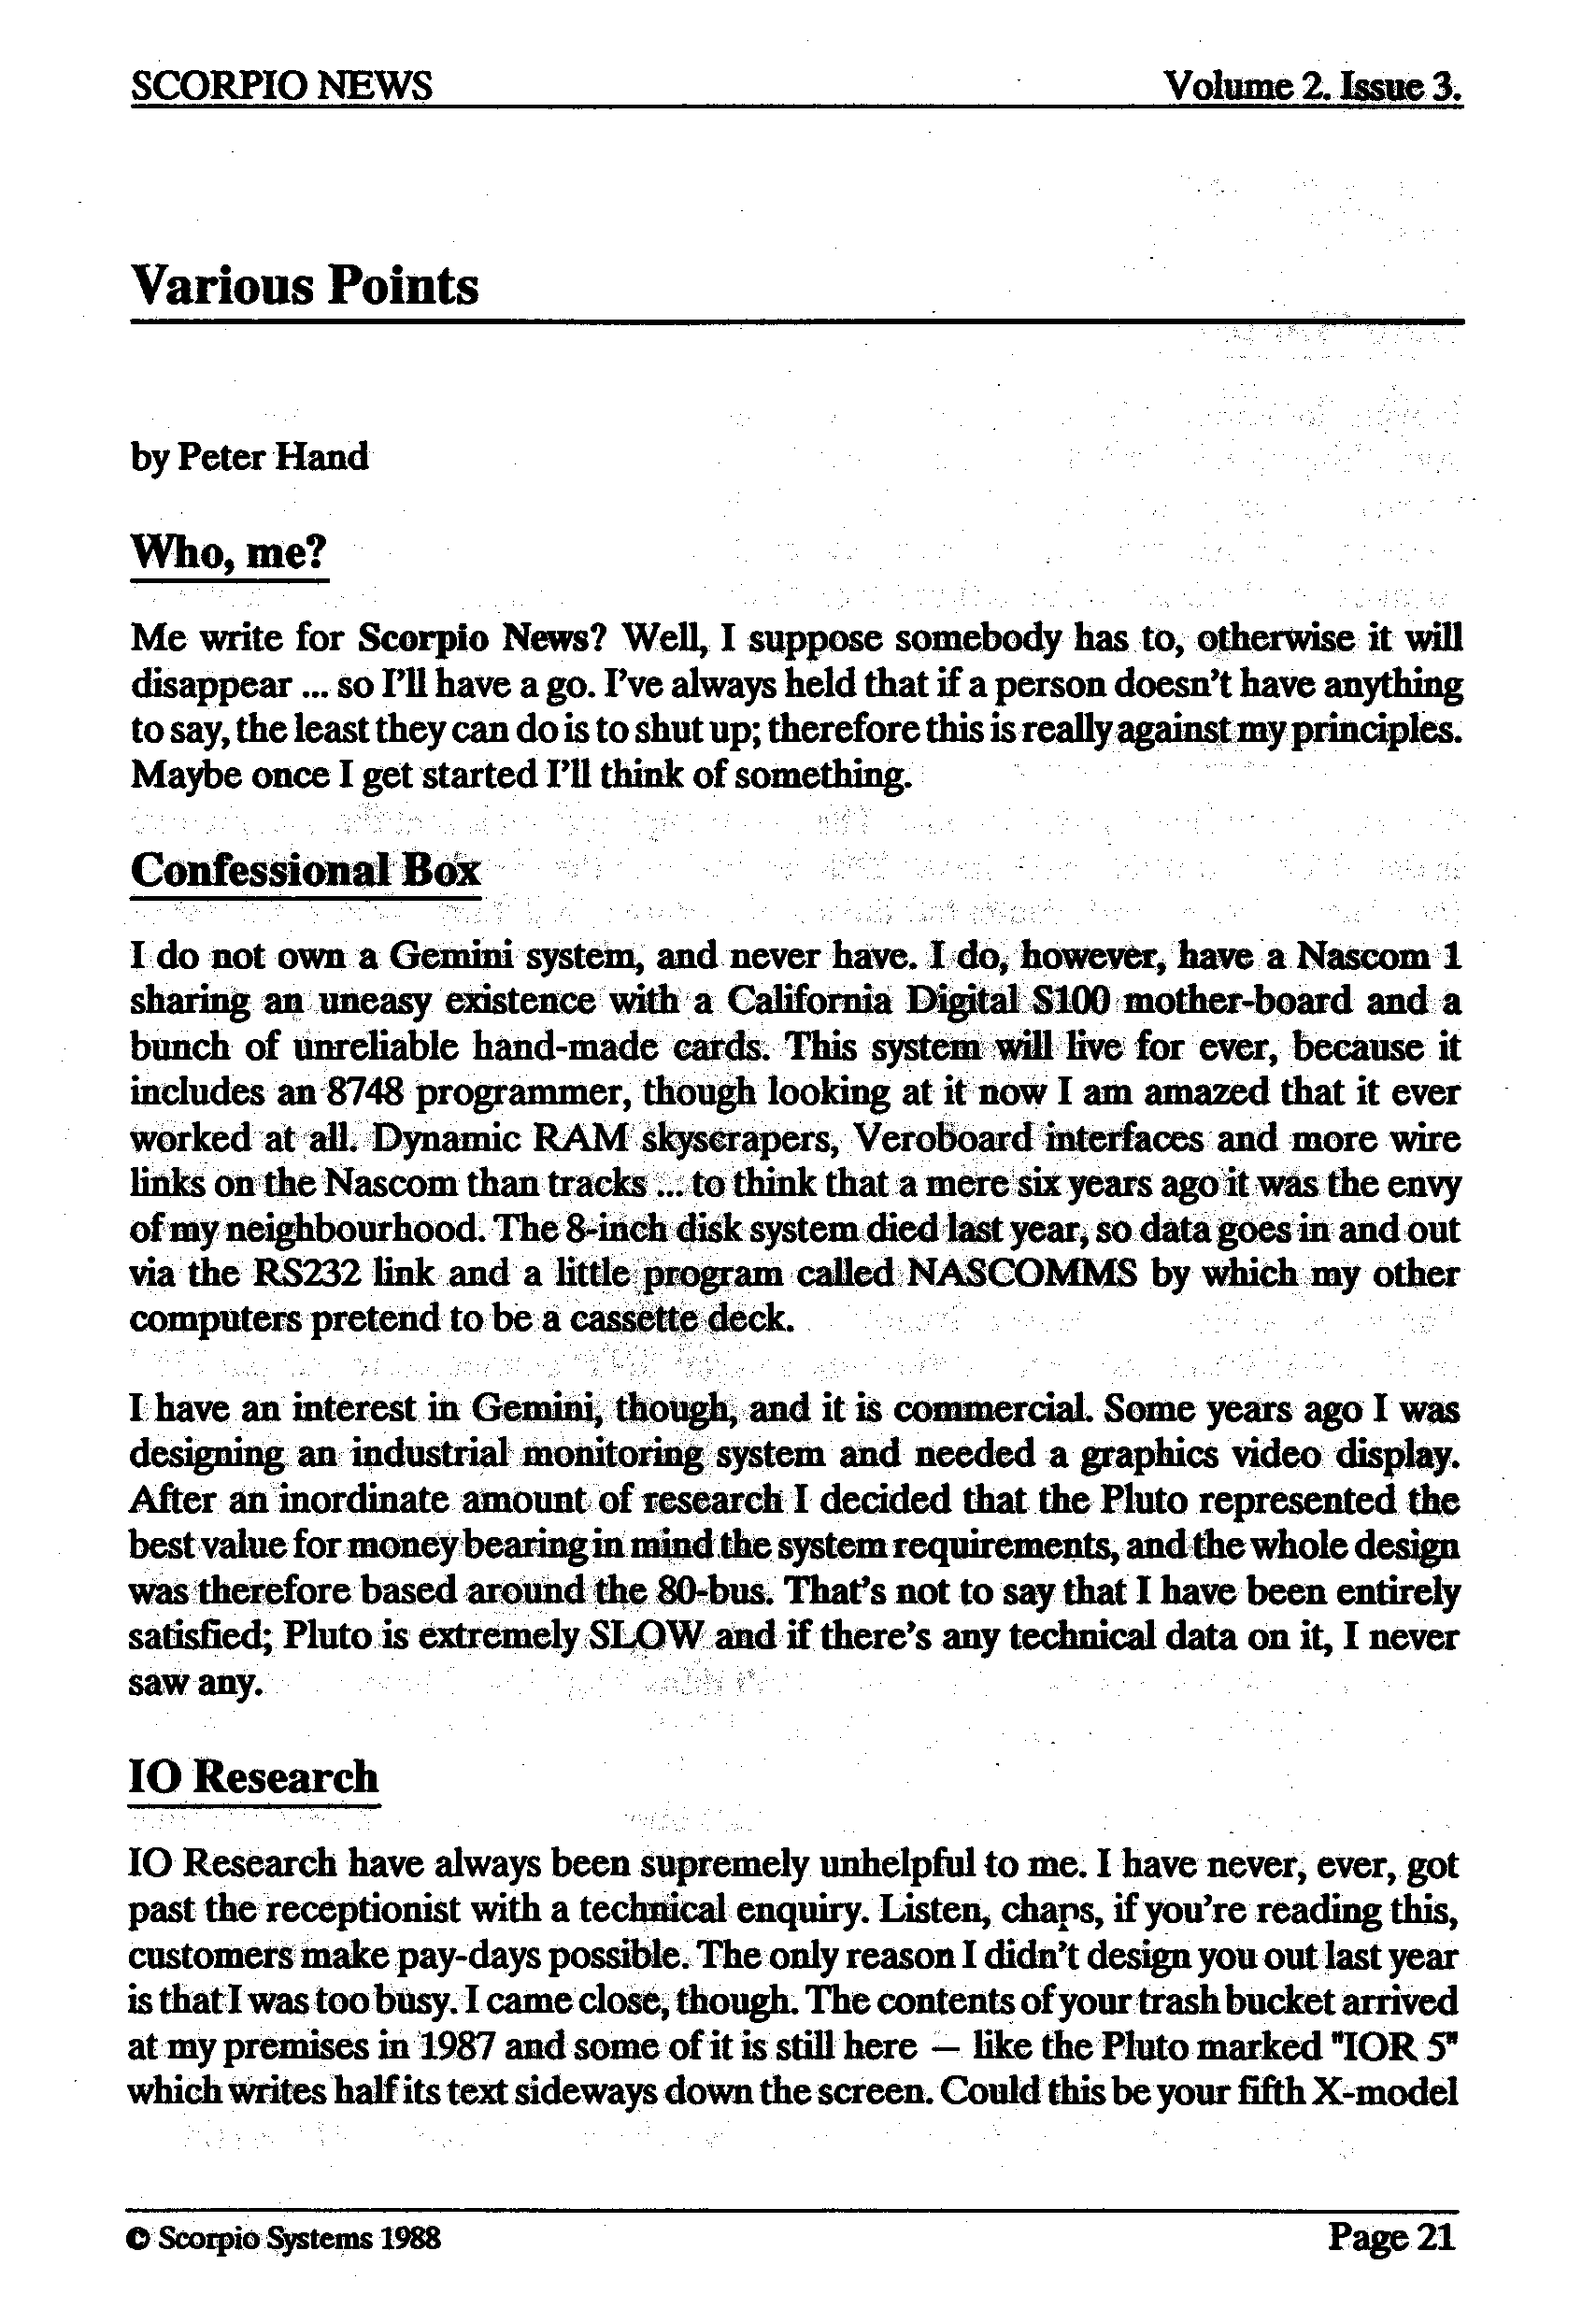 SCORPIO NEWS Volume 2. Issue 3.
Various Points
by Peter Hand
Who, me?
Me write for Scorpio News? Well, I suppose somebody has to, otherwise it will
disappear ... so I'll have a go. I've always held that if a person doesn't have anything
to say, the least they can do is to shut up; therefore this is really against my principles.
Maybe once I get started I'll think of something.
Confessional Box
I do not own a Gemini system, and never have. I do, however, have a Nascom 1
sharing an uneasy existence with a California Digital S100 mother-board and a
bunch of unreliable hand-made cards. This system will live for ever, because it
includes an 8748 programmer, though looking at it now I am amazed that it ever
worked at all. Dynamic RAM skyscrapers, Veroboard interfaces and more wire
links on the Nascom than tracks ... to think that a mere six years ago it was the envy
of my neighbourhood. The 8-inch disk system died last year, so data goes in and out
via the RS232 link and a little program called NASCOMMS by which my other
computers pretend to be a cassette deck.
I have an interest in Gemini, though, and it is commercial. Some years ago I was
designing an industrial monitoring system and needed a graphics video display.
After an inordinate amount of research I decided that the Pluto represented the
best value for money bearing in mind the system requirements, and the whole design
was therefore based around the 80-bus. That's not to say that I have been entirely
satisfied; Pluto is extremely SLOW and if there's any technical data on it, I never
saw any.
IO Research
IO Research have always been supremely unhelpful to me. I have never, ever, got
past the receptionist with a technical enquiry. Listen, chaps, if you're reading this,
customers make pay-days possible. The only reason I didn't design you out last year
is that I was too busy. I came close, though. The contents of your trash bucket arrived
at my premises in 1987 and some of it is still here — like the Pluto marked "IOR 5"
which writes half its text sideways down the screen. Could this be your fifth X-model
© Scorpio Systems 1988 Page 21